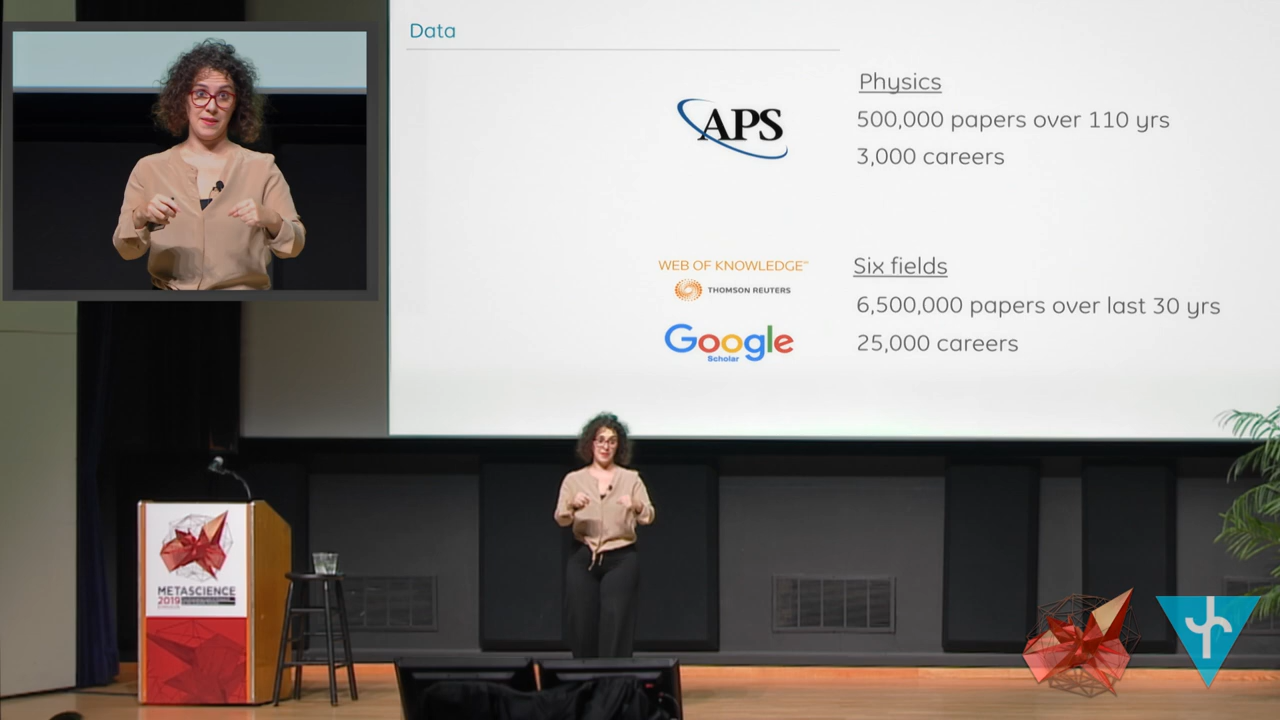 Data
APS
Physics
500,000 papers over 110 yrs
3,000 careers
WEB OF KNOWLEDGE™
THOMSON REUTERS
Google
Scholar
Six fields
6,500,000 papers over last 30 yrs
25,000 careers
METASCIENCE
2019